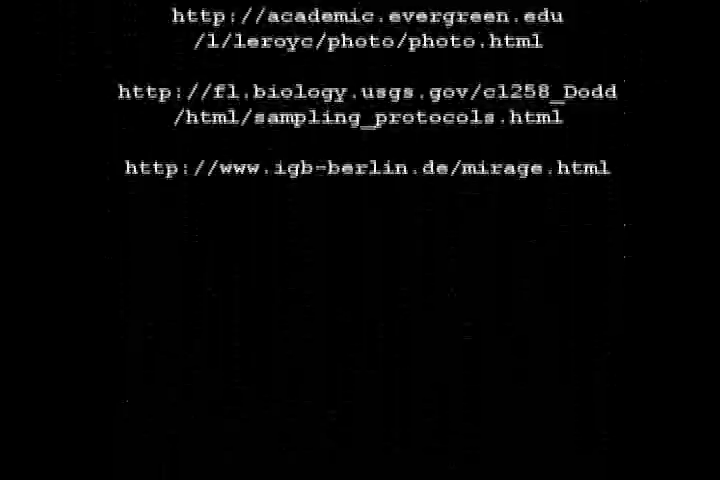 http://academic.evergreen.edu
/l/leroyc/photo/photo.html
http://fl.biology.usgs.gov/c1258_Dodd
/html/sampling_protocols.html
http://www.igb-berlin.de/mirage.html